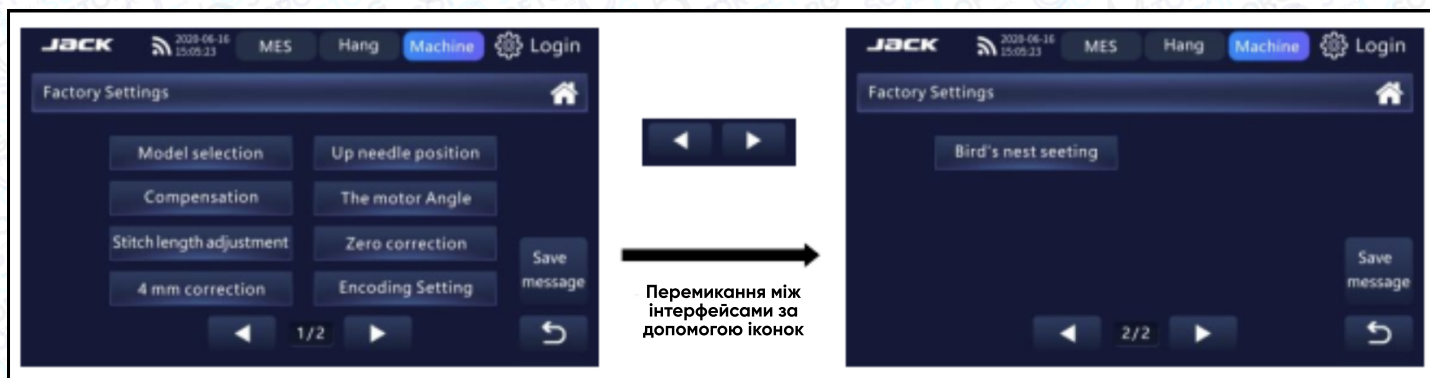 JACK 2020-06-16 15:05:23 MES Hang Machine Login
Factory Settings
Model selection Up needle position
Compensation The motor Angle
Stitch length adjustment Zero correction
4 mm correction Encoding Setting
Save
message
1/2
Перемикання між
інтерфейсами за
допомогою іконок
JACK 2020-06-16 15:05:23 MES Hang Machine Login
Factory Settings
Bird's nest seeting
Save
message
2/2